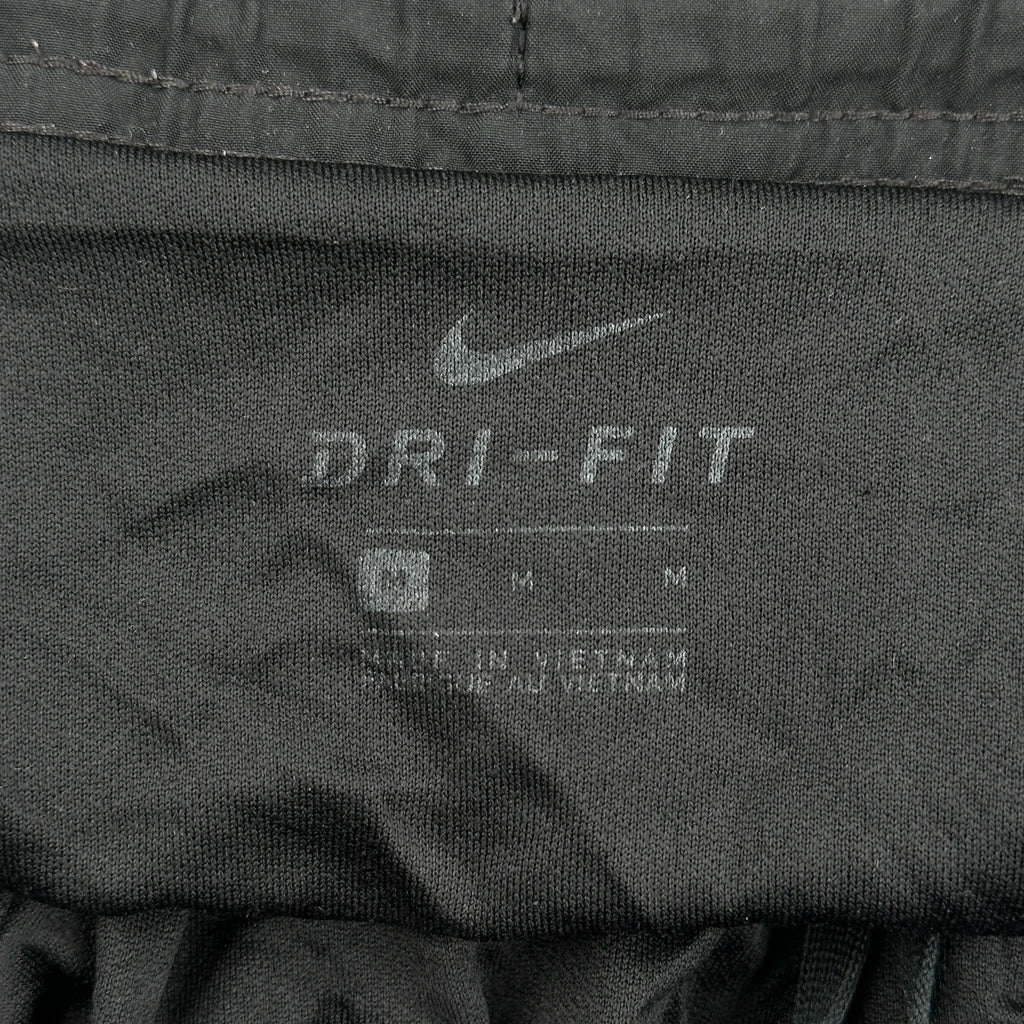 DRI-FIT
M M M
MADE IN VIETNAM
FABRIQUÉ AU VIETNAM